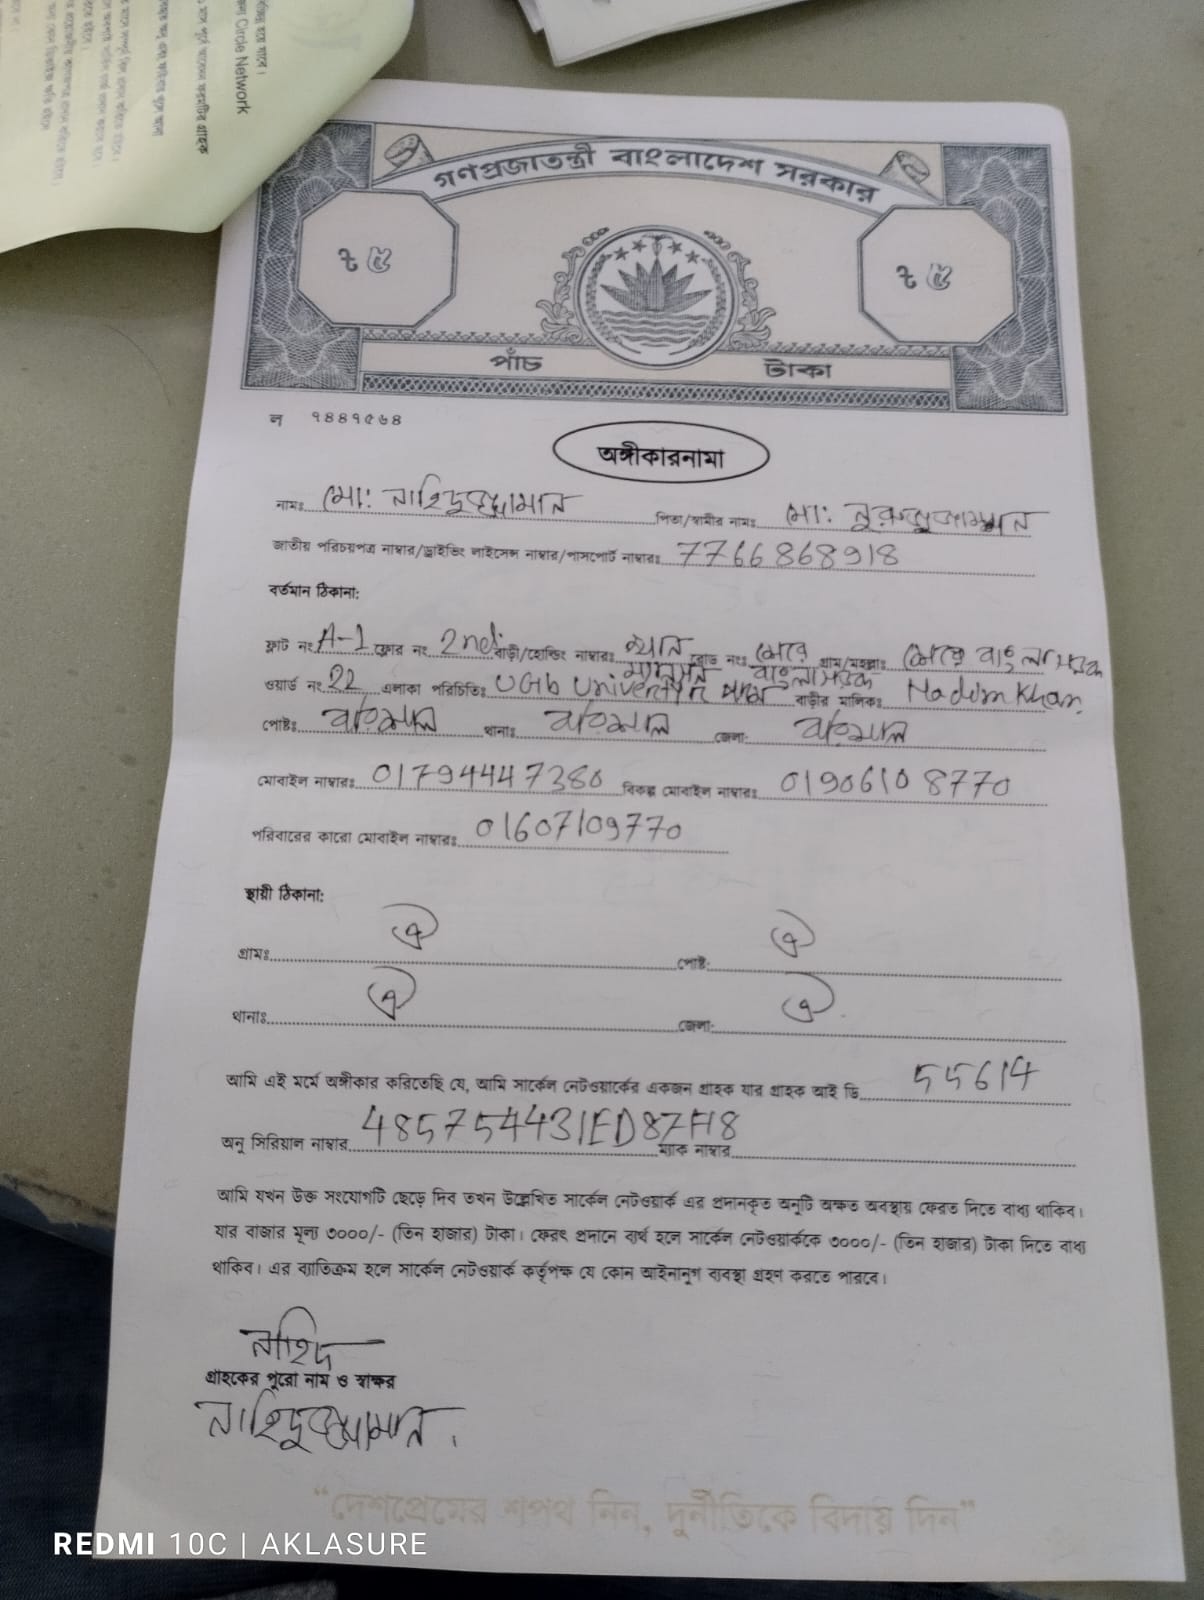 Circle Network
গণপ্রজাতন্ত্রী বাংলাদেশ সরকার
৳ ৫ ৳ ৫
পাঁচ টাকা
ল ৭৪৪৭৫৬৪
অঙ্গীকারনামা
নামঃ মো: নাহিদুজ্জামান পিতা/স্বামীর নামঃ মো: নুরুজ্জামান
জাতীয় পরিচয়পত্র নাম্বার/ড্রাইভিং লাইসেন্স নাম্বার/পাসপোর্ট নাম্বারঃ 7766868918
বর্তমান ঠিকানা:
ফ্লাট নং A-1 ফ্লোর নং 2nd বাড়ী/হোল্ডিং নাম্বারঃ খান রোড নংঃ গ্রাম/মহল্লাঃ
ওয়ার্ড নং 22 এলাকা পরিচিতিঃ UGB University বাড়ীর মালিকঃ Nadim Khan
পোষ্টঃ বরিশাল থানাঃ বরিশাল জেলা: বরিশাল
মোবাইল নাম্বারঃ 01794447380 বিকল্প মোবাইল নাম্বারঃ 01906108770
পরিবারের কারো মোবাইল নাম্বারঃ 01607109770
স্থায়ী ঠিকানা:
গ্রামঃ ঐ পোষ্ট: ঐ
থানাঃ ঐ জেলা: ঐ
আমি এই মর্মে অঙ্গীকার করিতেছি যে, আমি সার্কেল নেটওয়ার্কের একজন গ্রাহক যার গ্রাহক আই ডি 55614
অনু সিরিয়াল নাম্বার 485754431ED87F18 ম্যাক নাম্বার
আমি যখন উক্ত সংযোগটি ছেড়ে দিব তখন উল্লেখিত সার্কেল নেটওয়ার্ক এর প্রদানকৃত অনুটি অক্ষত অবস্থায় ফেরত দিতে বাধ্য থাকিব।
যার বাজার মূল্য ৩০০০/- (তিন হাজার) টাকা। ফেরৎ প্রদানে ব্যর্থ হলে সার্কেল নেটওয়ার্ককে ৩০০০/- (তিন হাজার) টাকা দিতে বাধ্য
থাকিব। এর ব্যাতিক্রম হলে সার্কেল নেটওয়ার্ক কর্তৃপক্ষ যে কোন আইনানুগ ব্যবস্থা গ্রহণ করতে পারবে।
নাহিদ
গ্রাহকের পুরো নাম ও স্বাক্ষর
নাহিদুজ্জামান.
“দেশপ্রেমের শপথ নিন, দুর্নীতিকে বিদায় দিন”
REDMI 10C | AKLASURE